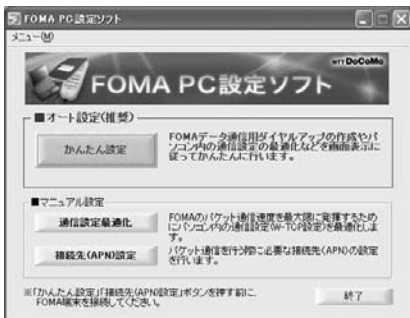 FOMA PC設定ソフト
メニュー(M)
NTT DoCoMo
FOMA PC設定ソフト
■オート設定(推奨)
かんたん設定
FOMAデータ通信用ダイヤルアップの作成やパ
ソコン内の通信設定の最適化などを画面表示に
従ってかんたんに行います。
■マニュアル設定
通信設定最適化
FOMAのパケット通信速度を最大限に発揮するため
にパソコン内の通信設定(W-TCP設定)を最適化しま
す。
接続先(APN)設定
パケット通信を行う際に必要な接続先(APN)の設定
を行います。
※「かんたん設定」「接続先(APN)設定」ボタンを押す前に、
FOMA端末を接続してください。
終了